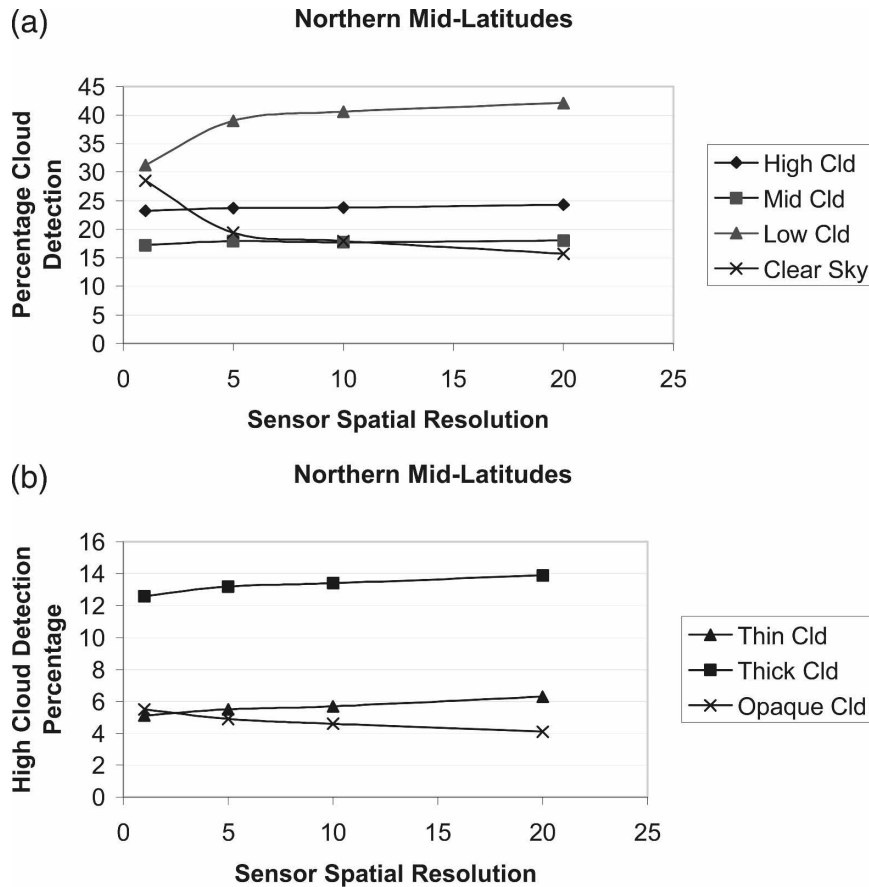 (a)
Northern Mid-Latitudes
Percentage Cloud
Detection
45
40
35
30
25
20
15
10
5
0
0 5 10 15 20 25
Sensor Spatial Resolution
High Cld
Mid Cld
Low Cld
Clear Sky
(b)
Northern Mid-Latitudes
High Cloud Detection
Percentage
16
14
12
10
8
6
4
2
0
0 5 10 15 20 25
Sensor Spatial Resolution
Thin Cld
Thick Cld
Opaque Cld